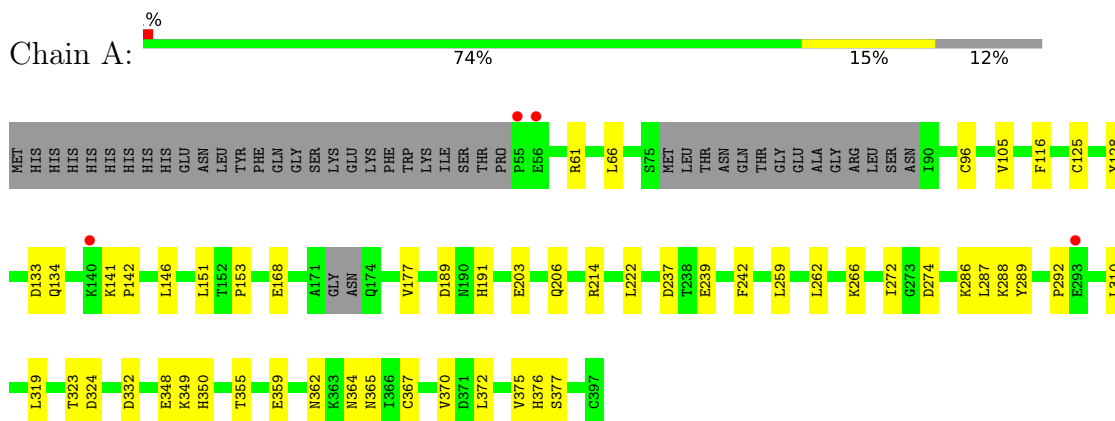 Chain A:
.%
74% 15% 12%
MET HIS HIS HIS HIS HIS HIS HIS HIS HIS GLU ASN LEU TYR PHE GLN GLY SER LYS GLU LYS PHE TRP LYS ILE SER THR PRO P55 E56 R61 L66 S75 MET LEU THR ASN GLN THR GLY GLU ALA GLY ARG LEU SER ASN I90 C96 V105 F116 C125
D133 Q134 K140 K141 P142 L146 L151 T152 P153 E168 A171 GLY ASN Q174 V177 D189 N190 H191 E203 Q206 R214 L222 D237 T238 E239 F242 L259 L262 K266 I272 G273 D274 K286 L287 K288 Y289 P292 E293
L319 T323 D324 D332 E348 K349 H350 T355 E359 N362 K363 N364 N365 I366 C367 V370 D371 L372 V375 H376 S377 C397